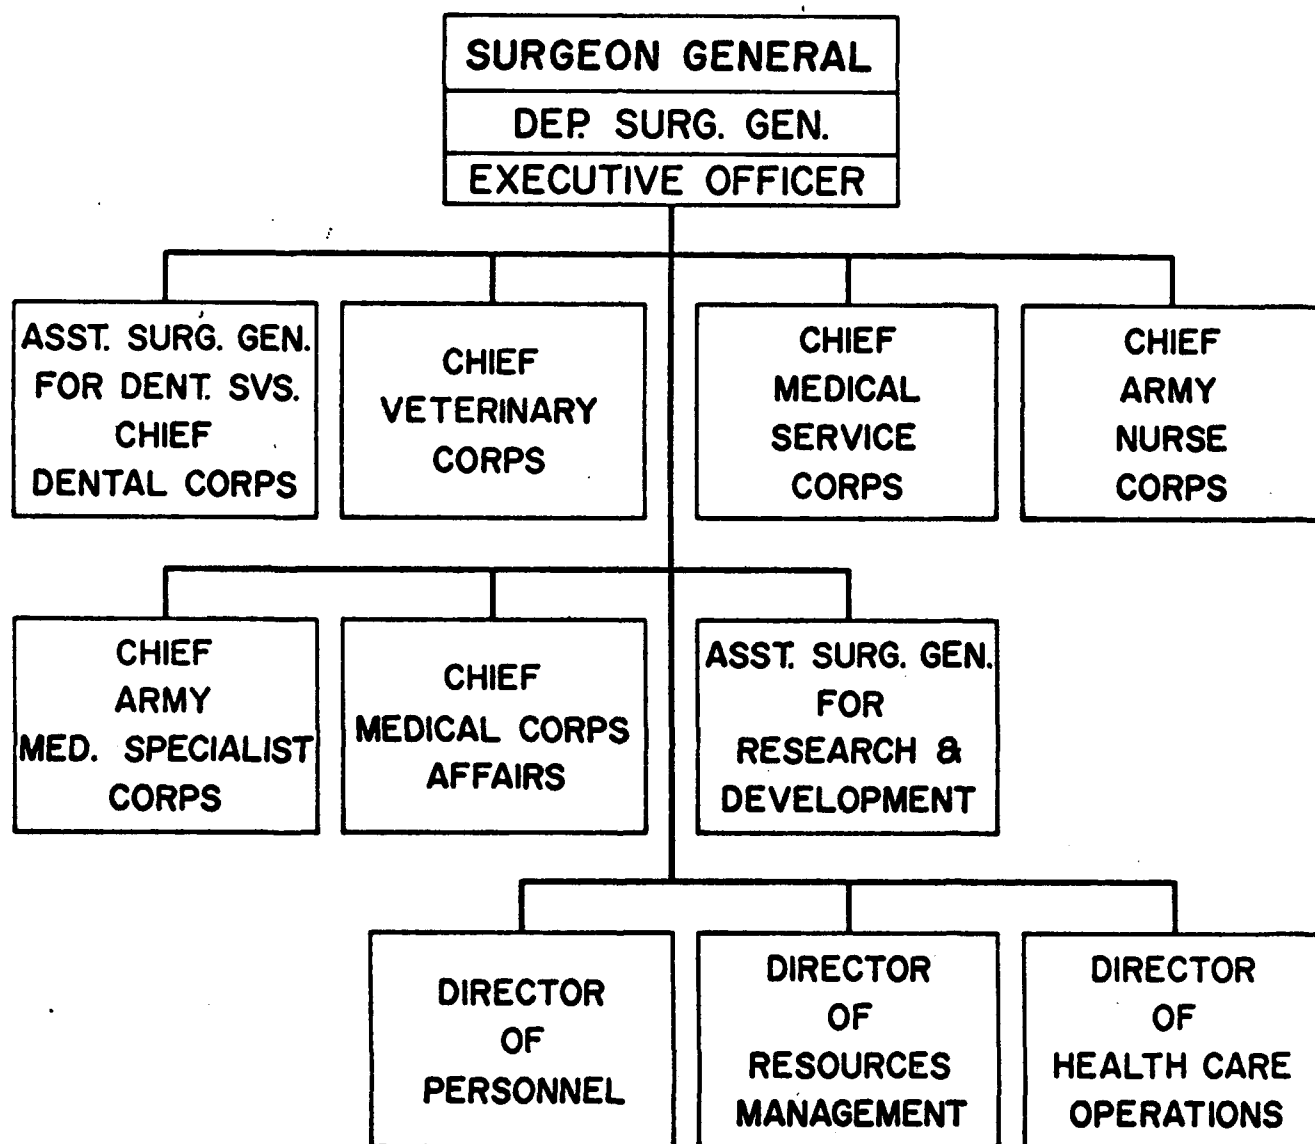 SURGEON GENERAL
DEP. SURG. GEN.
EXECUTIVE OFFICER
ASST. SURG. GEN.
FOR DENT. SVS.
CHIEF
DENTAL CORPS
CHIEF
VETERINARY
CORPS
CHIEF
MEDICAL
SERVICE
CORPS
CHIEF
ARMY
NURSE
CORPS
CHIEF
ARMY
MED. SPECIALIST
CORPS
CHIEF
MEDICAL CORPS
AFFAIRS
ASST. SURG. GEN.
FOR
RESEARCH &
DEVELOPMENT
DIRECTOR
OF
PERSONNEL
DIRECTOR
OF
RESOURCES
MANAGEMENT
DIRECTOR
OF
HEALTH CARE
OPERATIONS